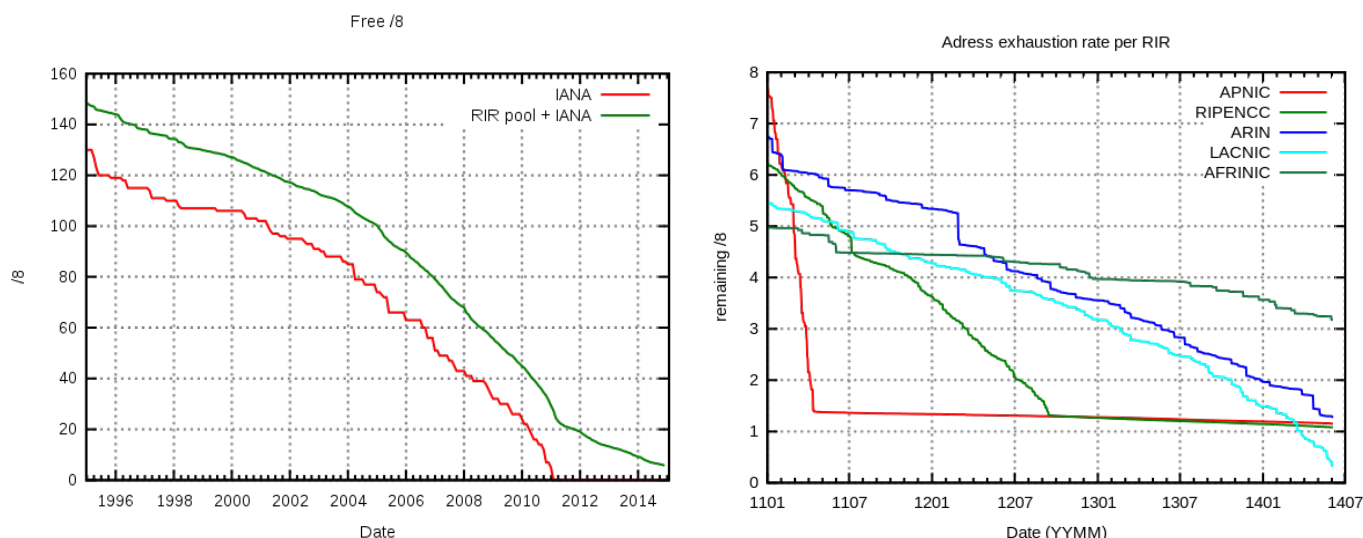 Free /8
160
140
120
100
80
60
40
20
0
/8
IANA
RIR pool + IANA
1996 1998 2000 2002 2004 2006 2008 2010 2012 2014
Date
Adress exhaustion rate per RIR
8
7
6
5
4
3
2
1
0
remaining /8
APNIC
RIPENCC
ARIN
LACNIC
AFRINIC
1101 1107 1201 1207 1301 1307 1401 1407
Date (YYMM)